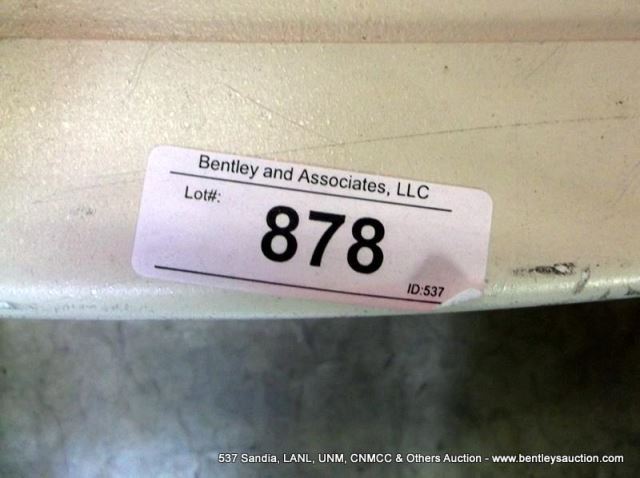 Bentley and Associates, LLC
Lot#:
878
ID:537
537 Sandia, LANL, UNM, CNMCC & Others Auction - www.bentleysauction.com